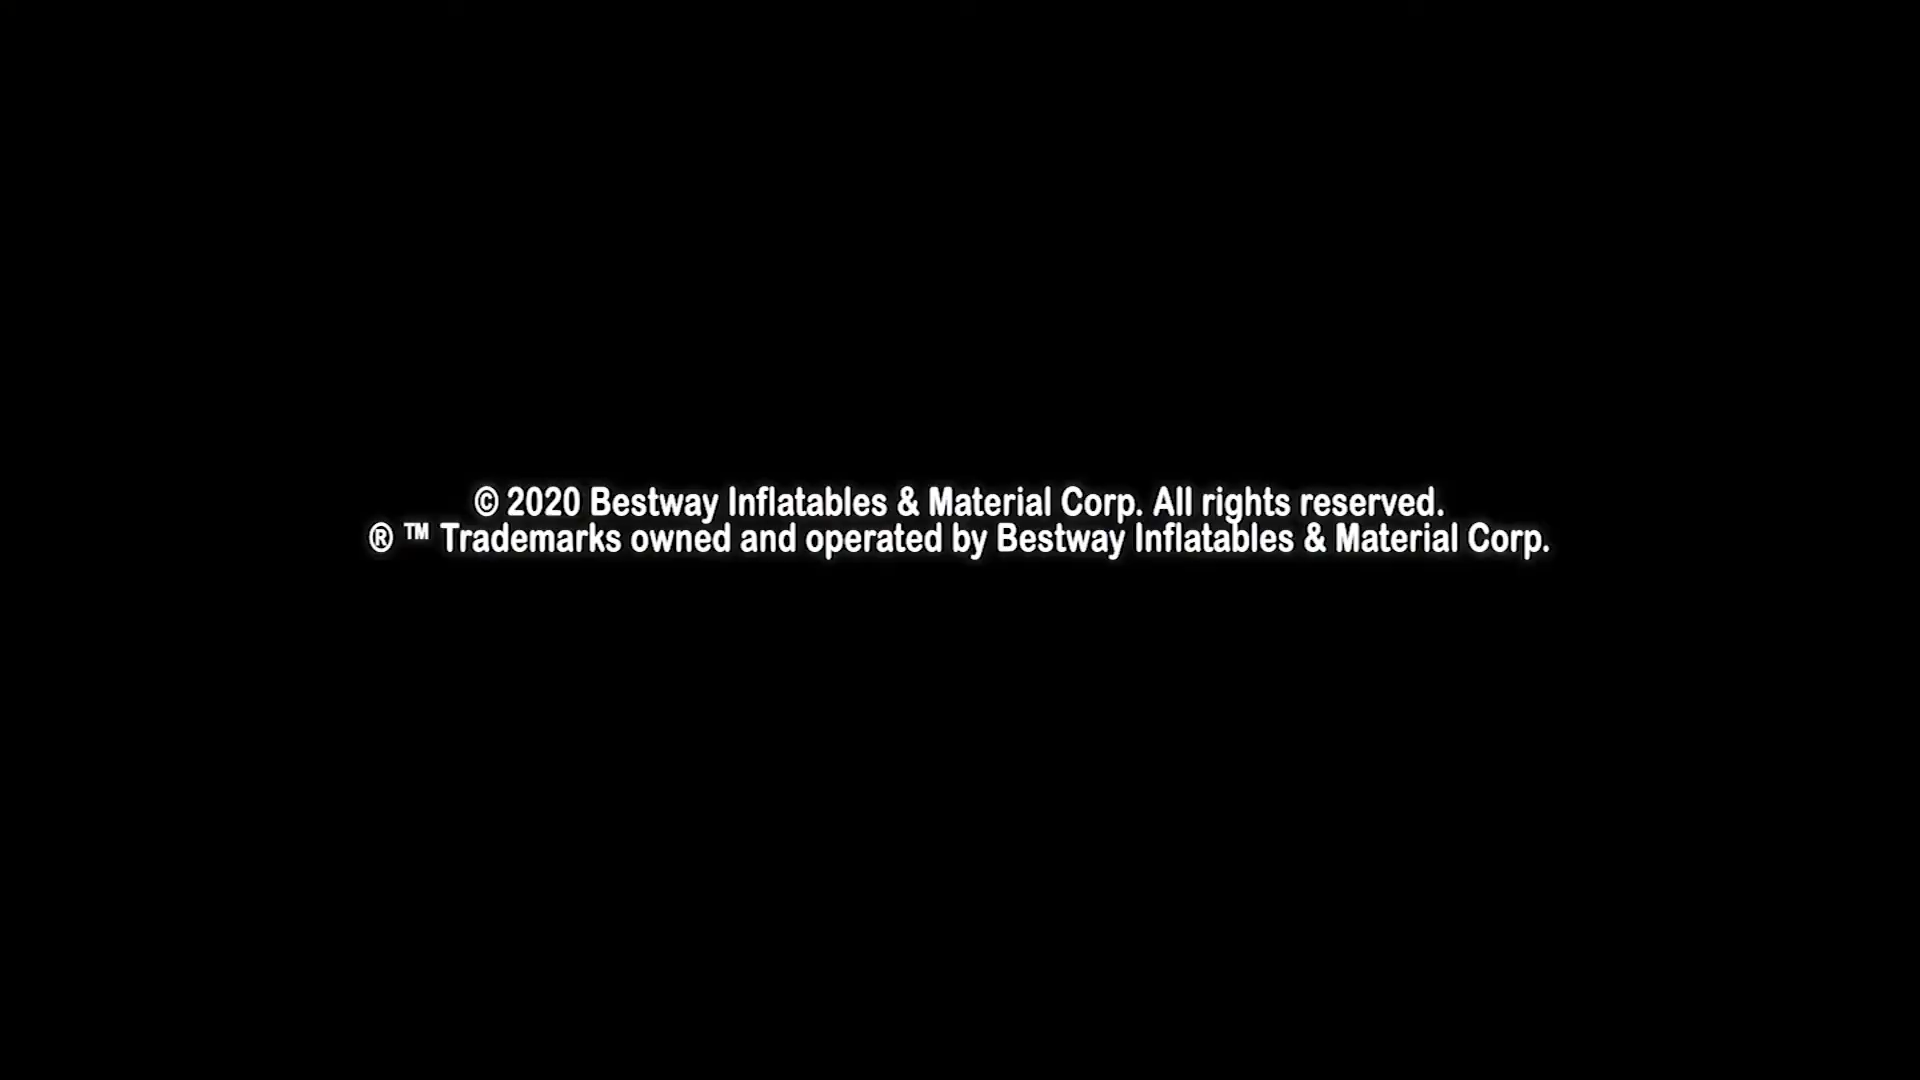 © 2020 Bestway Inflatables & Material Corp. All rights reserved.
® ™ Trademarks owned and operated by Bestway Inflatables & Material Corp.